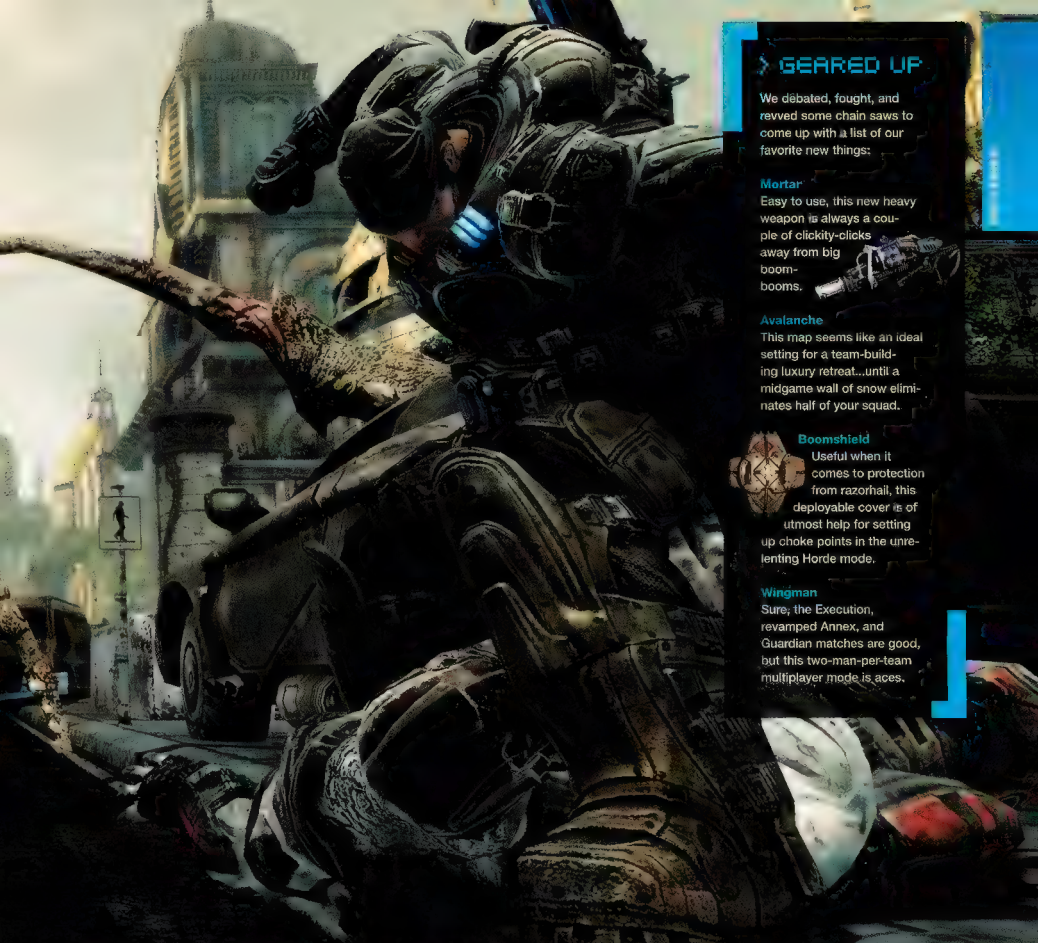 > GEARED UP
We debated, fought, and
revved some chain saws to
come up with a list of our
favorite new things:
Mortar
Easy to use, this new heavy
weapon is always a cou-
ple of clickity-clicks
away from big
boom-
booms.
Avalanche
This map seems like an ideal
setting for a team-build-
ing luxury retreat...until a
midgame wall of snow elimi-
nates half of your squad.
Boomshield
Useful when it
comes to protection
from razorhail, this
deployable cover is of
utmost help for setting
up choke points in the unre-
lenting Horde mode.
Wingman
Sure, the Execution,
revamped Annex, and
Guardian matches are good,
but this two-man-per-team
multiplayer mode is aces.